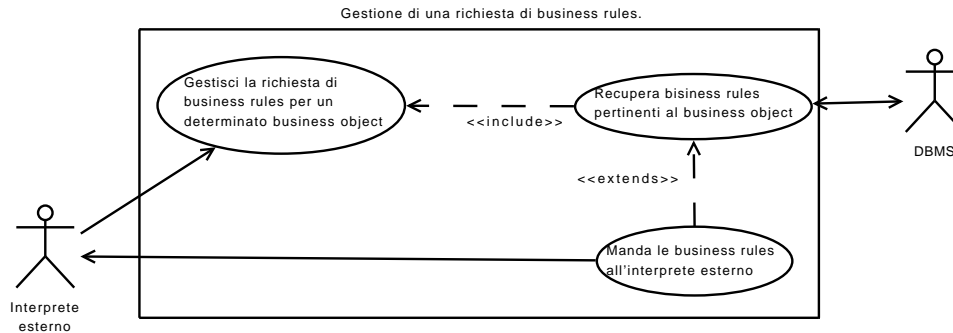 Gestione di una richiesta di business rules.
Gestisci la richiesta di
business rules per un
determinato business object
<<include>>
Recupera bisiness rules
pertinenti al business object
DBMS
<<extends>>
Manda le business rules
all'interprete esterno
Interprete
esterno